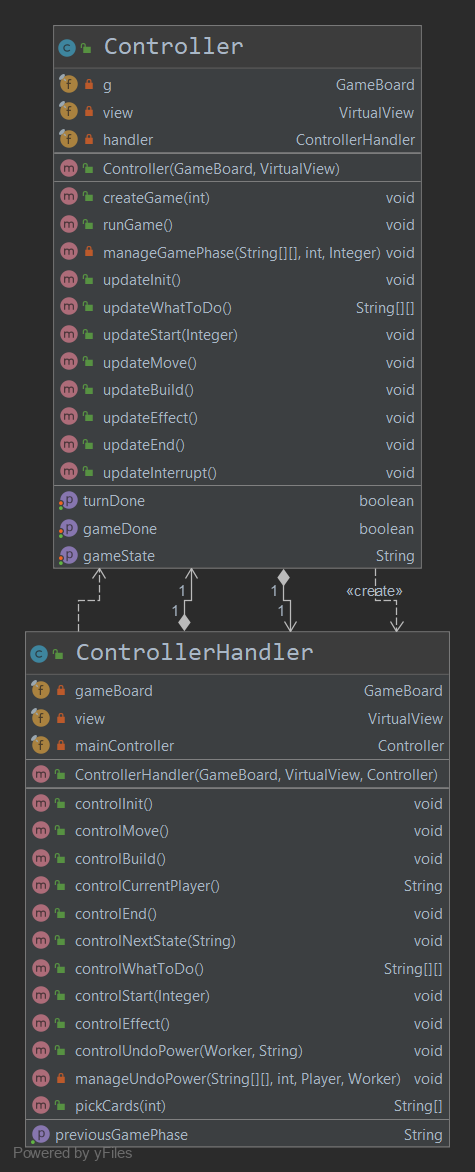 Controller
g GameBoard
view VirtualView
handler ControllerHandler
Controller(GameBoard, VirtualView)
createGame(int) void
runGame() void
manageGamePhase(String[][], int, Integer) void
updateInit() void
updateWhatToDo() String[][]
updateStart(Integer) void
updateMove() void
updateBuild() void
updateEffect() void
updateEnd() void
updateInterrupt() void
turnDone boolean
gameDone boolean
gameState String
1 1 «create»
1 1
ControllerHandler
gameBoard GameBoard
view VirtualView
mainController Controller
ControllerHandler(GameBoard, VirtualView, Controller)
controlInit() void
controlMove() void
controlBuild() void
controlCurrentPlayer() String
controlEnd() void
controlNextState(String) void
controlWhatToDo() String[][]
controlStart(Integer) void
controlEffect() void
controlUndoPower(Worker, String) void
manageUndoPower(String[][], int, Player, Worker) void
pickCards(int) String[]
previousGamePhase String
Powered by yFiles